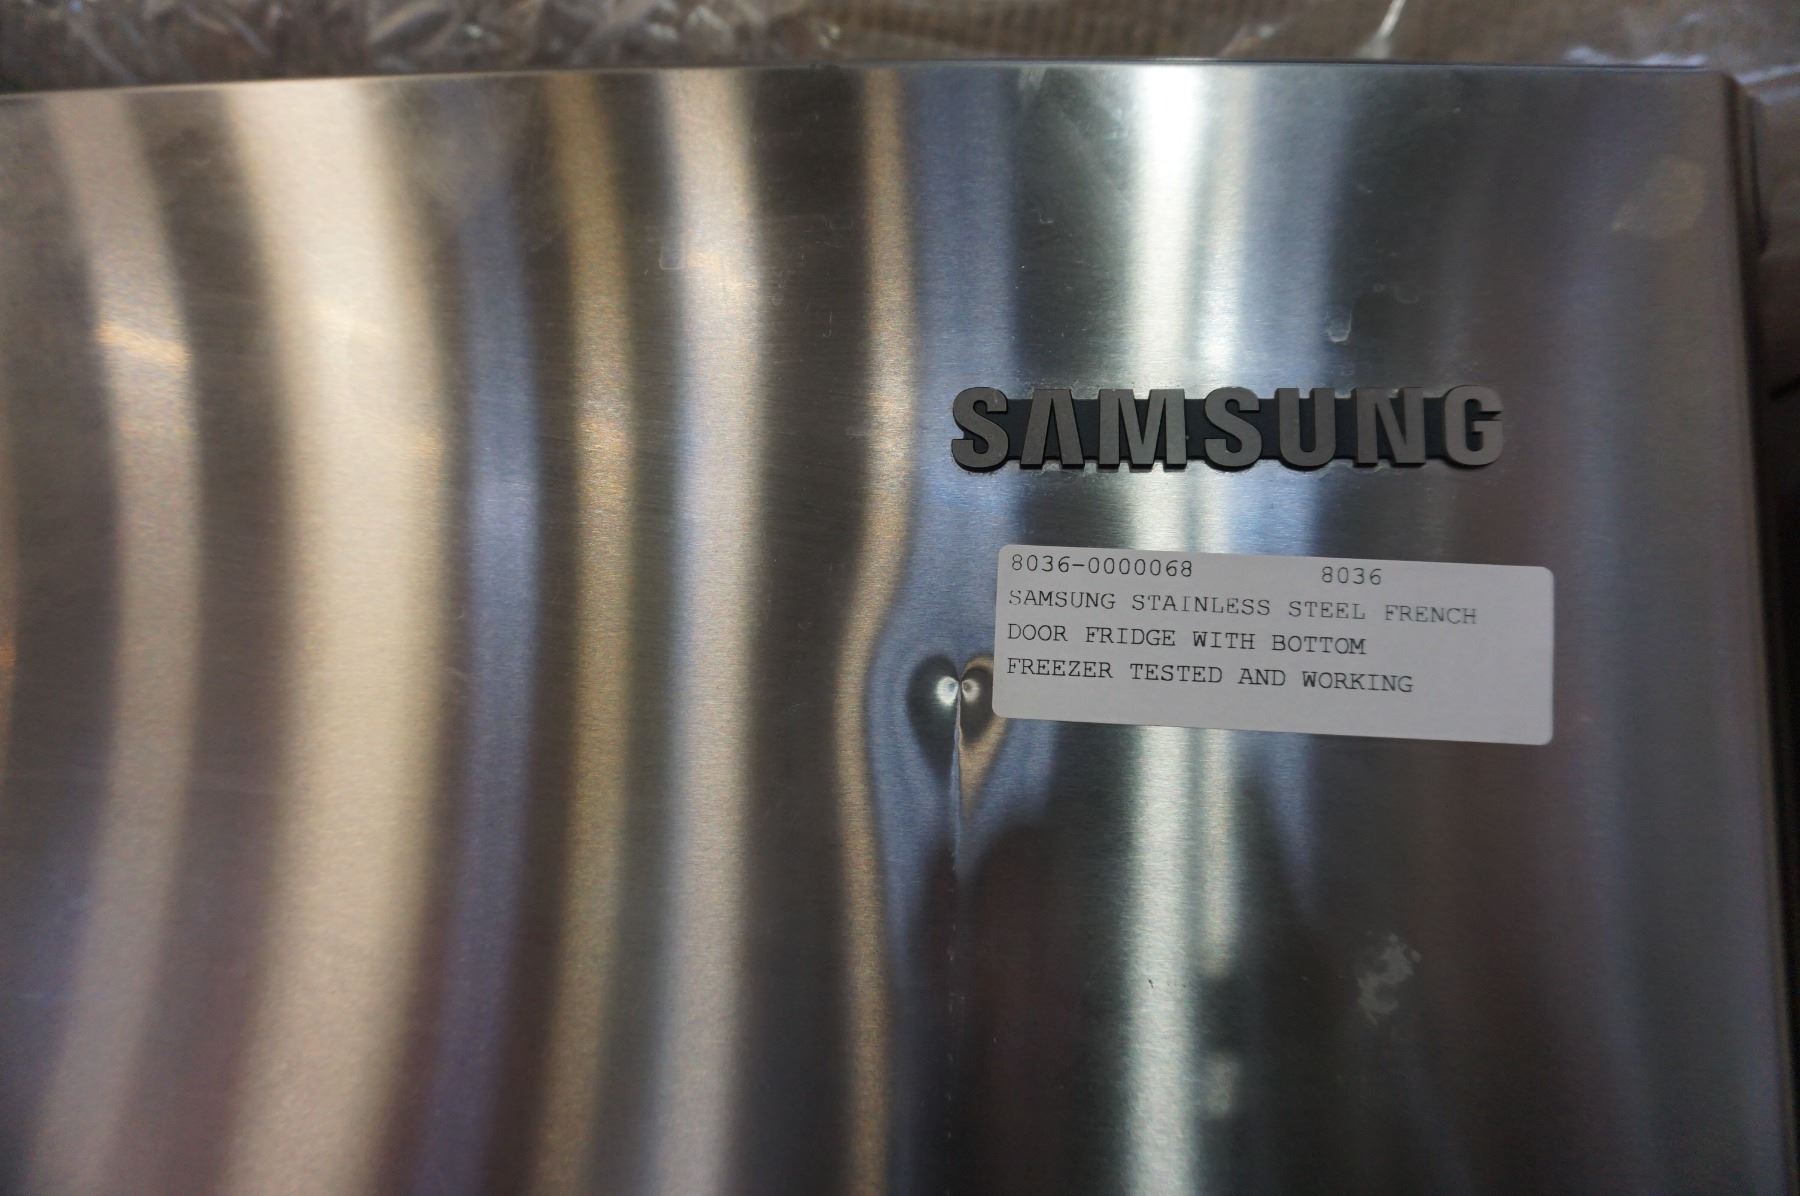 SAMSUNG
8036-0000068 8036
SAMSUNG STAINLESS STEEL FRENCH
DOOR FRIDGE WITH BOTTOM
FREEZER TESTED AND WORKING